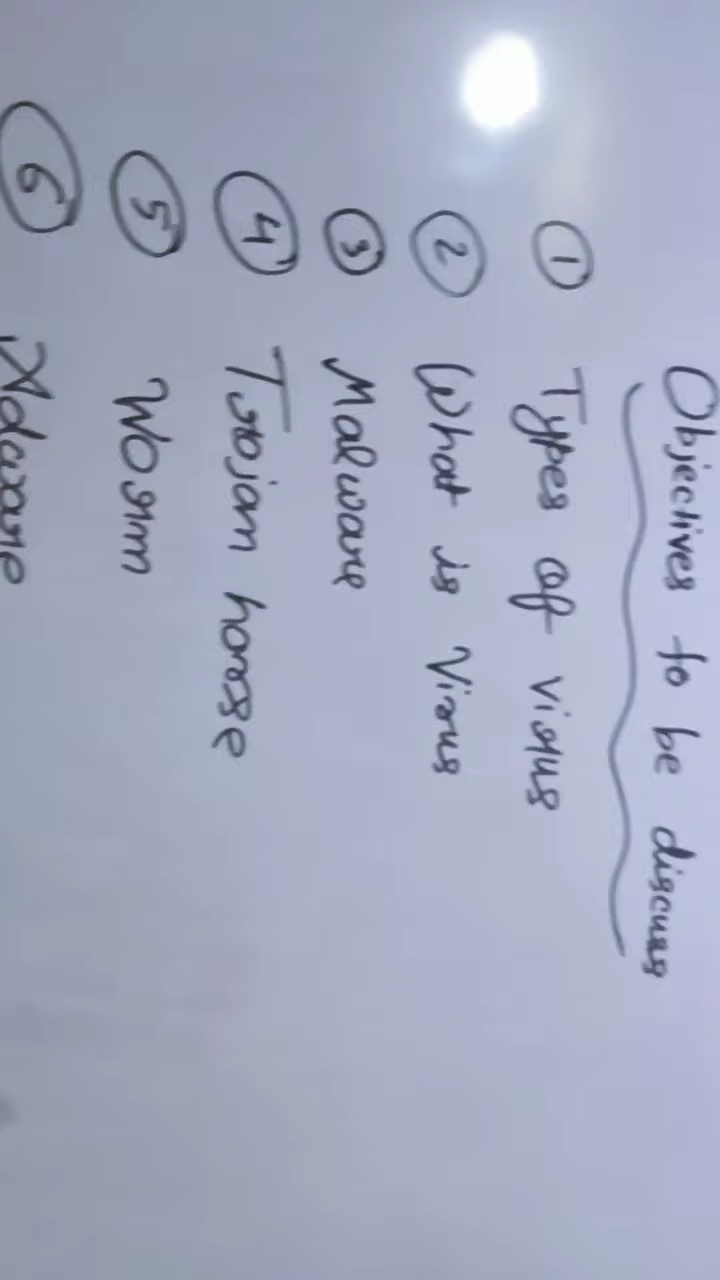 Objectives to be discuss
① Types of virus
② What is Virus
③ Malware
④ Trojan horse
⑤ Worm
⑥ Adware